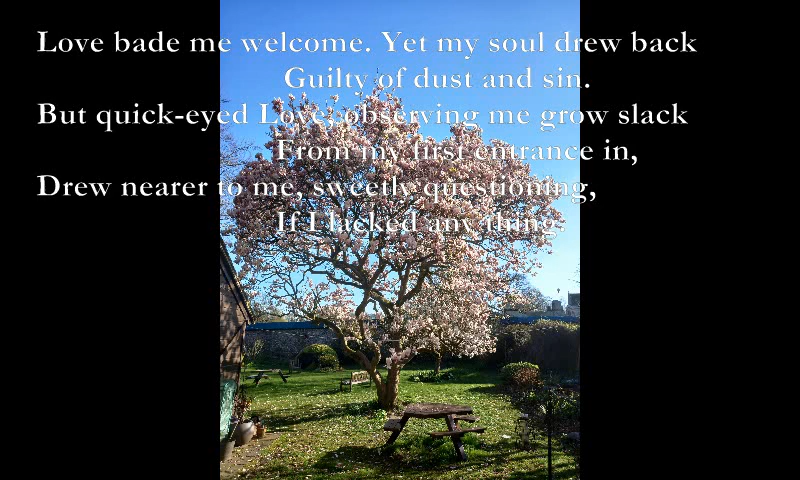 Love bade me welcome. Yet my soul drew back
Guilty of dust and sin.
But quick-eyed Love, observing me grow slack
From my first entrance in,
Drew nearer to me, sweetly questioning,
If I lacked any thing.